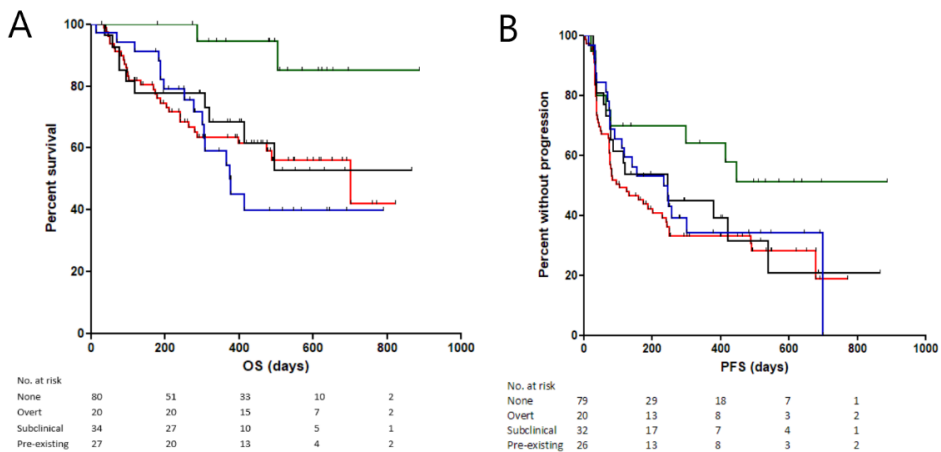 A
Percent survival
100
80
60
40
20
0
0 200 400 600 800 1000
OS (days)
No. at risk
None 80 51 33 10 2
Overt 20 20 15 7 2
Subclinical 34 27 10 5 1
Pre-existing 27 20 13 4 2
B
Percent without progression
100
80
60
40
20
0
0 200 400 600 800 1000
PFS (days)
No. at risk
None 79 29 18 7 1
Overt 20 13 8 3 2
Subclinical 32 17 7 4 1
Pre-existing 26 13 8 3 2